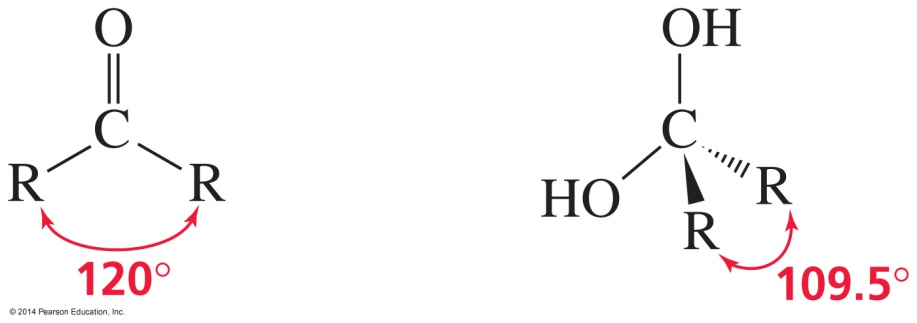 O
C
R R
120°
OH
C
HO
R
R
109.5°
© 2014 Pearson Education, Inc.